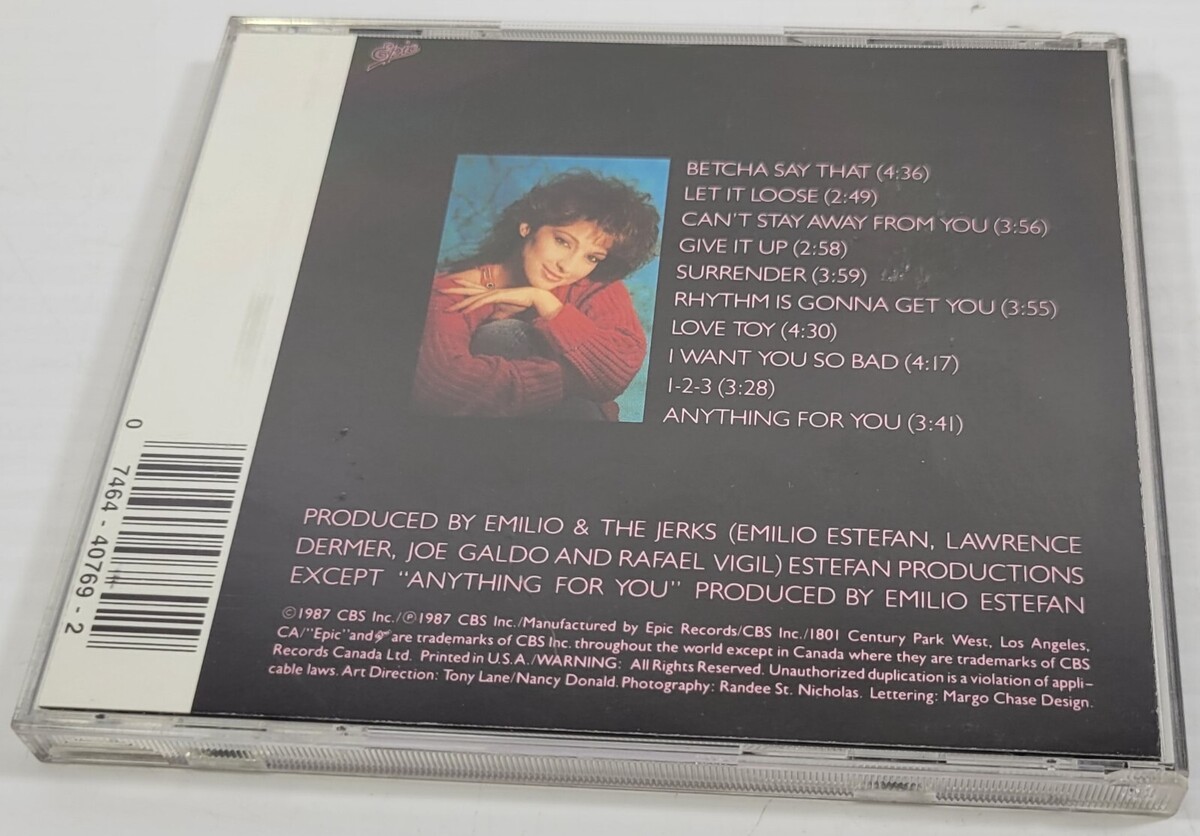 Epic
BETCHA SAY THAT (4:36)
LET IT LOOSE (2:49)
CAN'T STAY AWAY FROM YOU (3:56)
GIVE IT UP (2:58)
SURRENDER (3:59)
RHYTHM IS GONNA GET YOU (3:55)
LOVE TOY (4:30)
I WANT YOU SO BAD (4:17)
1-2-3 (3:28)
ANYTHING FOR YOU (3:41)
PRODUCED BY EMILIO & THE JERKS (EMILIO ESTEFAN, LAWRENCE
DERMER, JOE GALDO AND RAFAEL VIGIL) ESTEFAN PRODUCTIONS
EXCEPT "ANYTHING FOR YOU" PRODUCED BY EMILIO ESTEFAN
©1987 CBS Inc./℗1987 CBS Inc./Manufactured by Epic Records/CBS Inc./1801 Century Park West, Los Angeles,
CA/"Epic"and are trademarks of CBS Inc. throughout the world except in Canada where they are trademarks of CBS
Records Canada Ltd. Printed in U.S.A./WARNING: All Rights Reserved. Unauthorized duplication is a violation of appli-
cable laws. Art Direction: Tony Lane/Nancy Donald. Photography: Randee St. Nicholas. Lettering: Margo Chase Design.
0 7464-40769-2